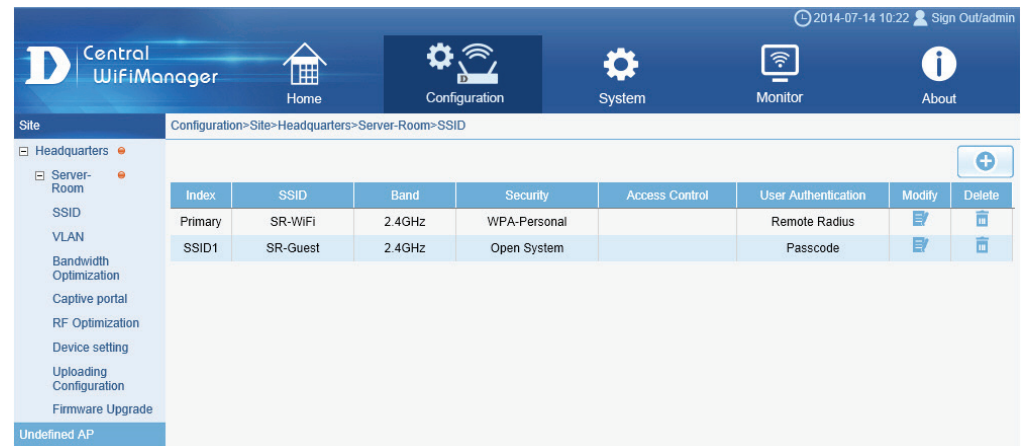 2014-07-14 10:22 Sign Out/admin
D Central
WiFiManager
Home Configuration System Monitor About
D
Site
Configuration>Site>Headquarters>Server-Room>SSID
Headquarters
Server-
Room
SSID
VLAN
Bandwidth
Optimization
Captive portal
RF Optimization
Device setting
Uploading
Configuration
Firmware Upgrade
Undefined AP
Index SSID Band Security Access Control User Authentication Modify Delete
Primary SR-WiFi 2.4GHz WPA-Personal Remote Radius
SSID1 SR-Guest 2.4GHz Open System Passcode